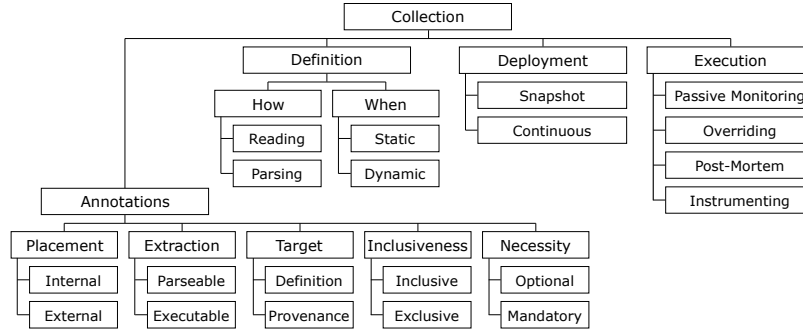 Collection
Definition
Deployment
Execution
How
When
Snapshot
Passive Monitoring
Reading
Static
Continuous
Overriding
Parsing
Dynamic
Post-Mortem
Annotations
Instrumenting
Placement
Extraction
Target
Inclusiveness
Necessity
Internal
Parseable
Definition
Inclusive
Optional
External
Executable
Provenance
Exclusive
Mandatory